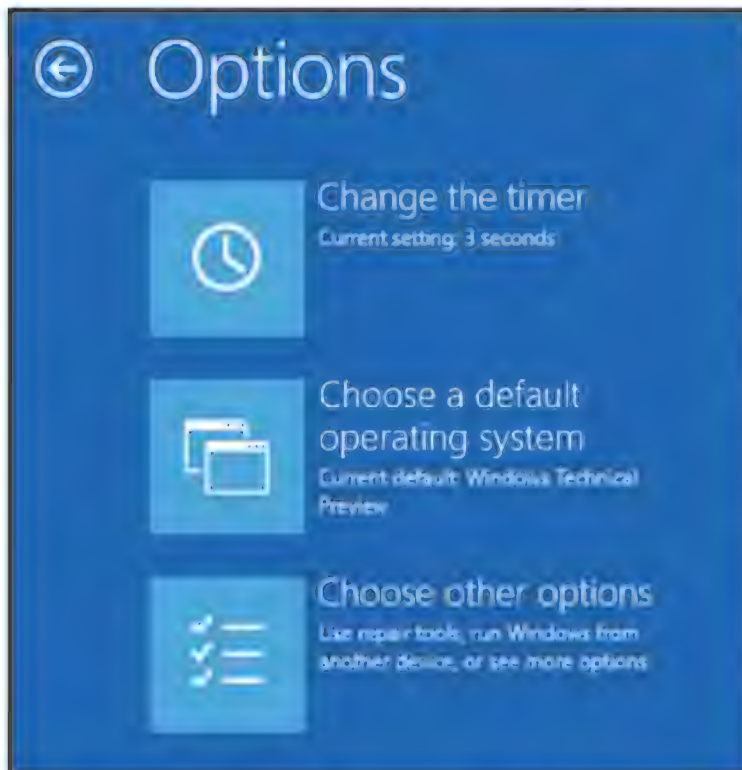 Options
Change the timer
Current setting: 3 seconds
Choose a default
operating system
Current default: Windows Technical
Preview
Choose other options
Use repair tools, run Windows from
another device, or see more options